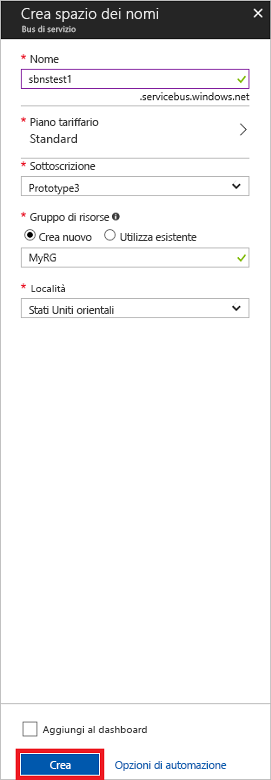 Crea spazio dei nomi
Bus di servizio
* Nome
sbnstest1
.servicebus.windows.net
* Piano tariffario
Standard
* Sottoscrizione
Prototype3
* Gruppo di risorse
Crea nuovo Utilizza esistente
MyRG
* Località
Stati Uniti orientali
Aggiungi al dashboard
Crea Opzioni di automazione